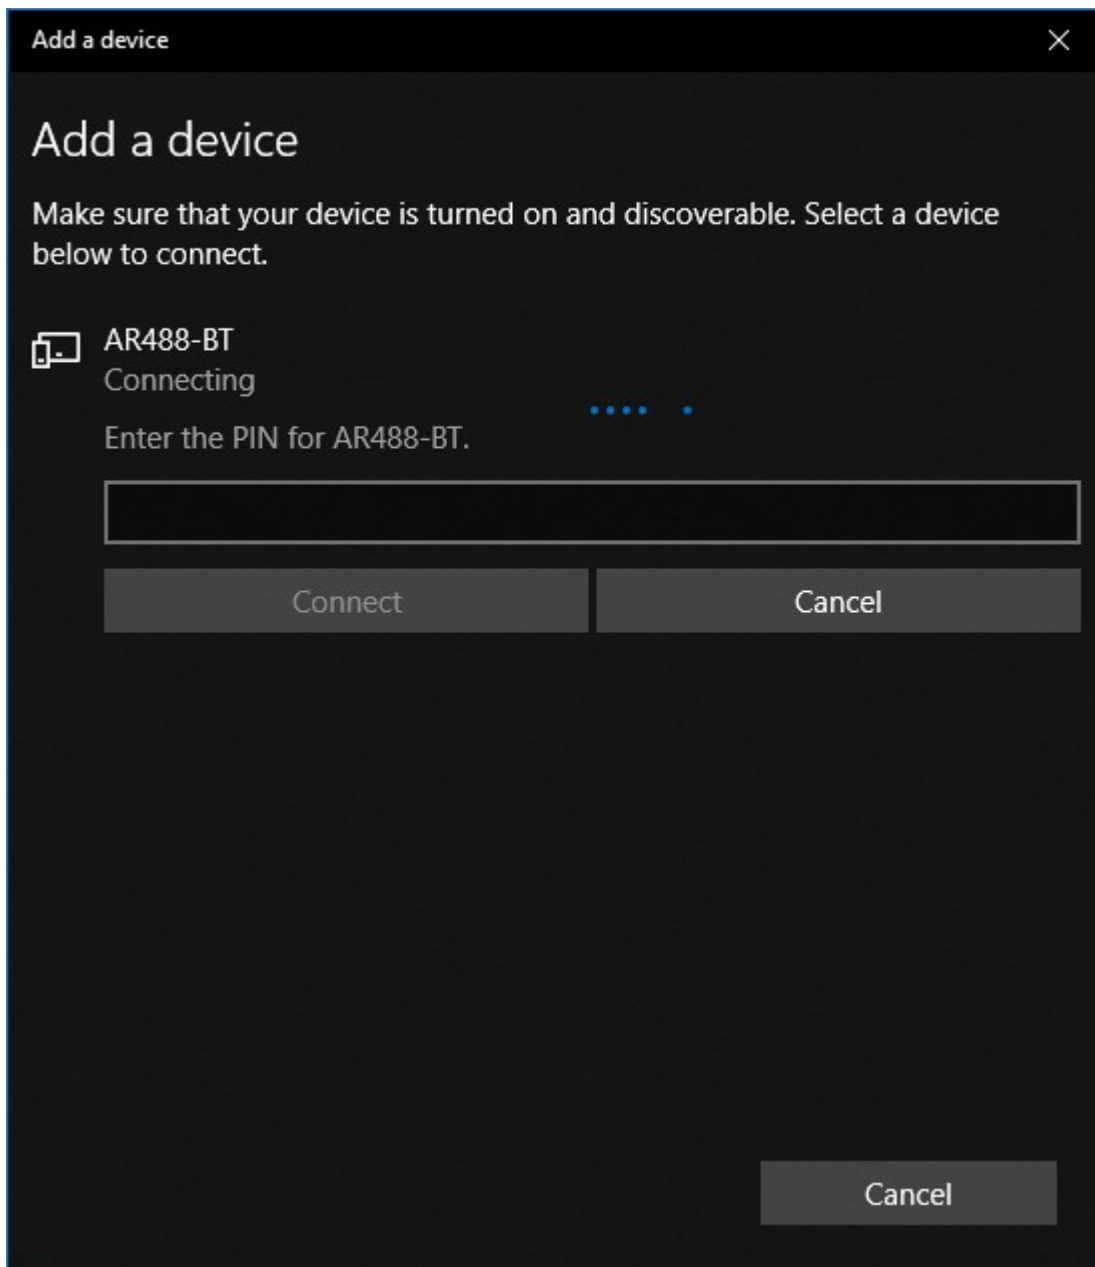 Add a device
Add a device
Make sure that your device is turned on and discoverable. Select a device
below to connect.
AR488-BT
Connecting
Enter the PIN for AR488-BT.
Connect
Cancel
Cancel